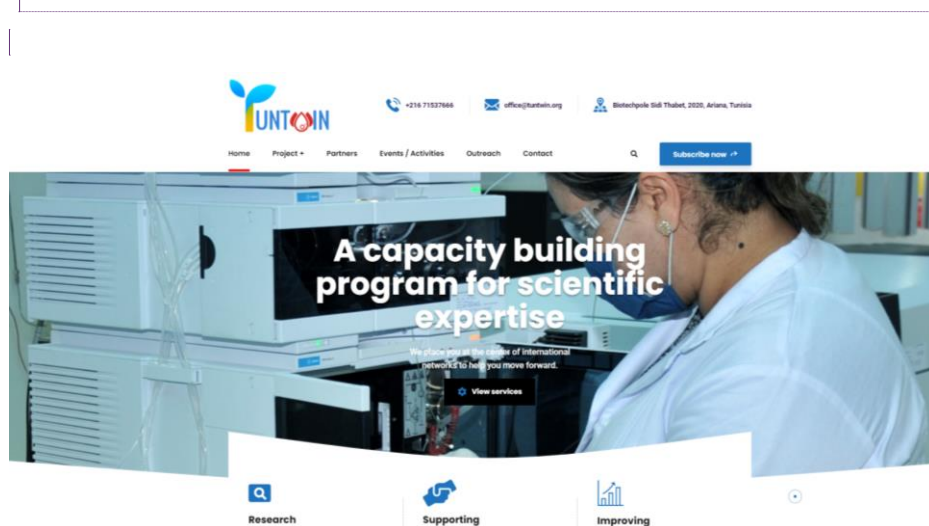 TUNTWIN
+216 71537666
office@tuntwin.org
Biotechpole Sidi Thabet, 2020, Ariana, Tunisia
Home Project + Partners Events / Activities Outreach Contact Subscribe now
A capacity building
program for scientific
expertise
We place you at the center of international
networks to help you move forward.
View services
Research Supporting Improving